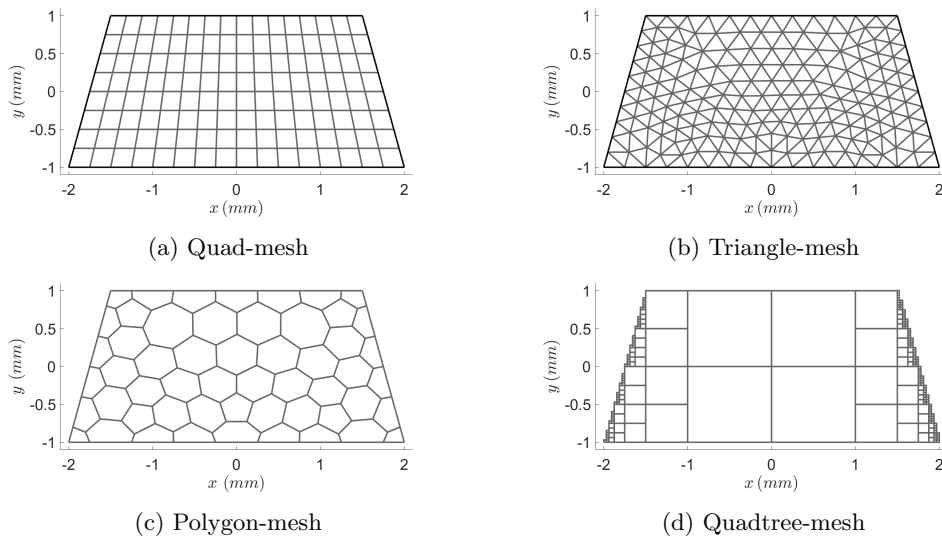 1
0.5
0
-0.5
-1
y (mm)
-2 -1 0 1 2
x (mm)
(a) Quad-mesh
1
0.5
0
-0.5
-1
y (mm)
-2 -1 0 1 2
x (mm)
(b) Triangle-mesh
1
0.5
0
-0.5
-1
y (mm)
-2 -1 0 1 2
x (mm)
(c) Polygon-mesh
1
0.5
0
-0.5
-1
y (mm)
-2 -1 0 1 2
x (mm)
(d) Quadtree-mesh